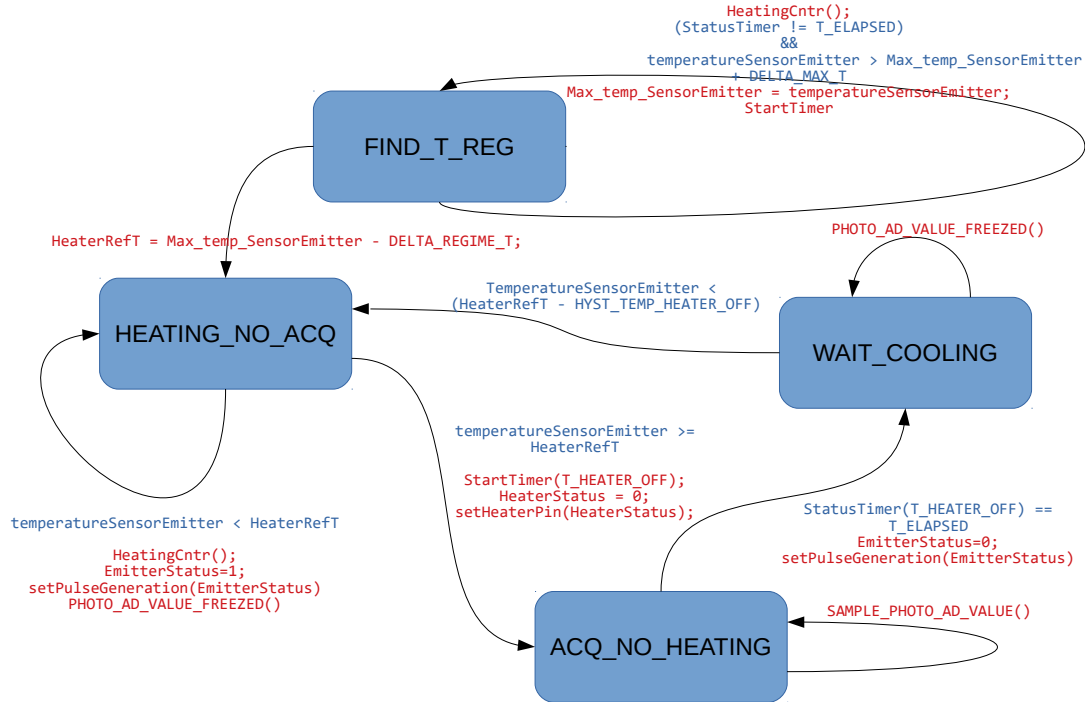 HeatingCntr();
(StatusTimer != T_ELAPSED)
&&
temperatureSensorEmitter > Max_temp_SensorEmitter
+ DELTA_MAX_T
Max_temp_SensorEmitter = temperatureSensorEmitter;
StartTimer
FIND_T_REG
HeaterRefT = Max_temp_SensorEmitter - DELTA_REGIME_T;
PHOTO_AD_VALUE_FREEZED()
TemperatureSensorEmitter <
(HeaterRefT - HYST_TEMP_HEATER_OFF)
HEATING_NO_ACQ
WAIT_COOLING
temperatureSensorEmitter >=
HeaterRefT
StartTimer(T_HEATER_OFF);
HeaterStatus = 0;
setHeaterPin(HeaterStatus);
temperatureSensorEmitter < HeaterRefT
HeatingCntr();
EmitterStatus=1;
setPulseGeneration(EmitterStatus)
PHOTO_AD_VALUE_FREEZED()
StatusTimer(T_HEATER_OFF) ==
T_ELAPSED
EmitterStatus=0;
setPulseGeneration(EmitterStatus)
SAMPLE_PHOTO_AD_VALUE()
ACQ_NO_HEATING